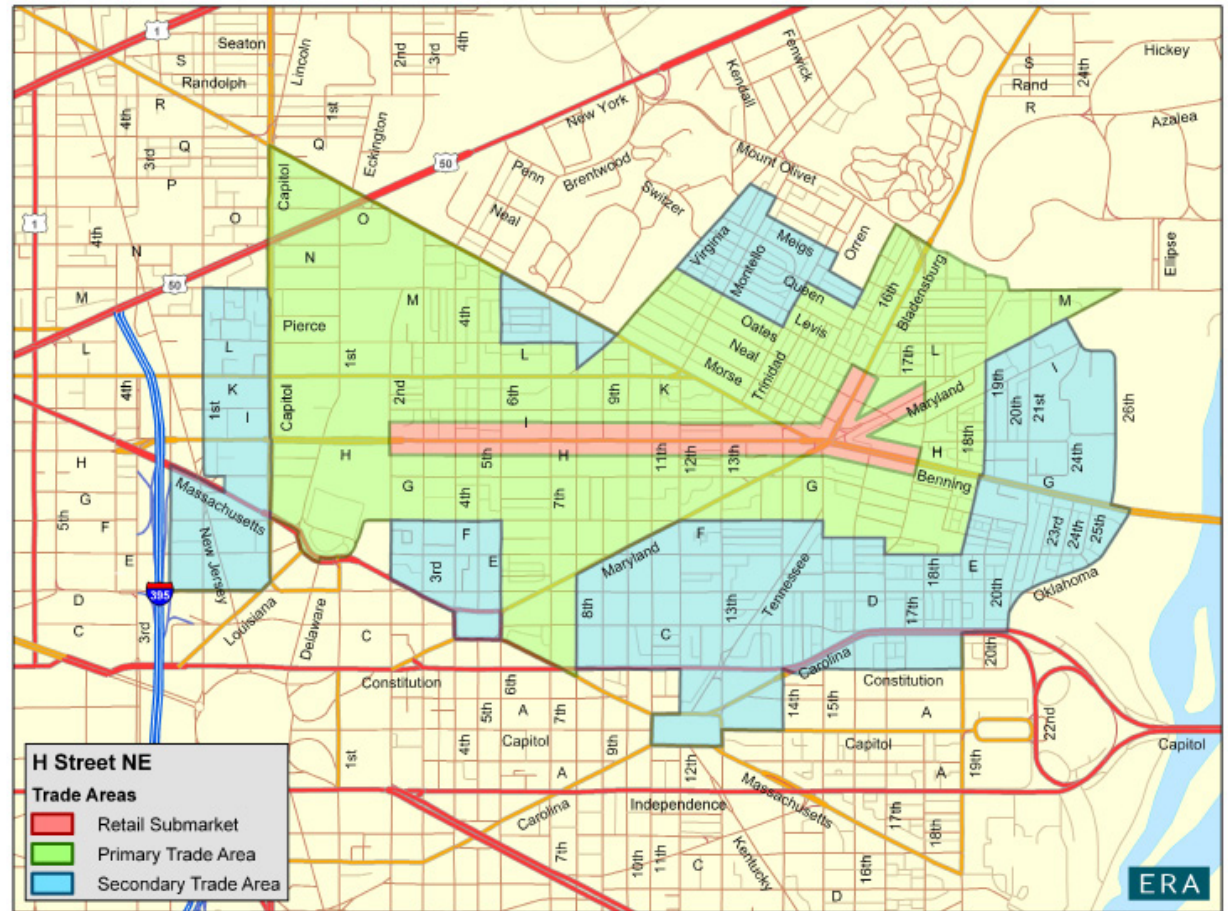 1
Seaton
Lincoln
2nd
3rd
4th
Fenwick
Kendall
S
Rand
R
24th
Hickey
S
Randolph
R
4th
1st
Eckington
New York
Azalea
Q
Q
3rd
P
50
Penn
Brentwood
Mount Olivet
Neal
Switzer
Capitol
O
O
1
4th
N
N
Virginia
Meigs
Orren
Montello
Ellipse
50
M
M
Queen
16th
Bladensburg
M
Pierce
4th
Oates
Levis
L
L
1st
L
Neal
17th
L
Morse
Trinidad
4th
K
1st
I
Capitol
2nd
6th
9th
K
Maryland
19th
20th
21st
I
26th
I
H
H
5th
H
11th
12th
13th
H
18th
24th
G
G
4th
7th
G
Benning
G
5th
F
Massachusetts
F
Maryland
F
23rd
24th
25th
E
New Jersey
3rd
E
Tennessee
18th
E
20th
Oklahoma
395
D
8th
13th
D
17th
C
3rd
Louisiana
Delaware
C
C
Carolina
20th
Constitution
6th
Constitution
5th
A
7th
14th
15th
A
22nd
4th
Capitol
9th
Capitol
Capitol
1st
A
12th
A
19th
Massachusetts
Carolina
Independence
17th
18th
7th
10th
11th
C
Kentucky
16th
D
H Street NE
Trade Areas
Retail Submarket
Primary Trade Area
Secondary Trade Area
ERA